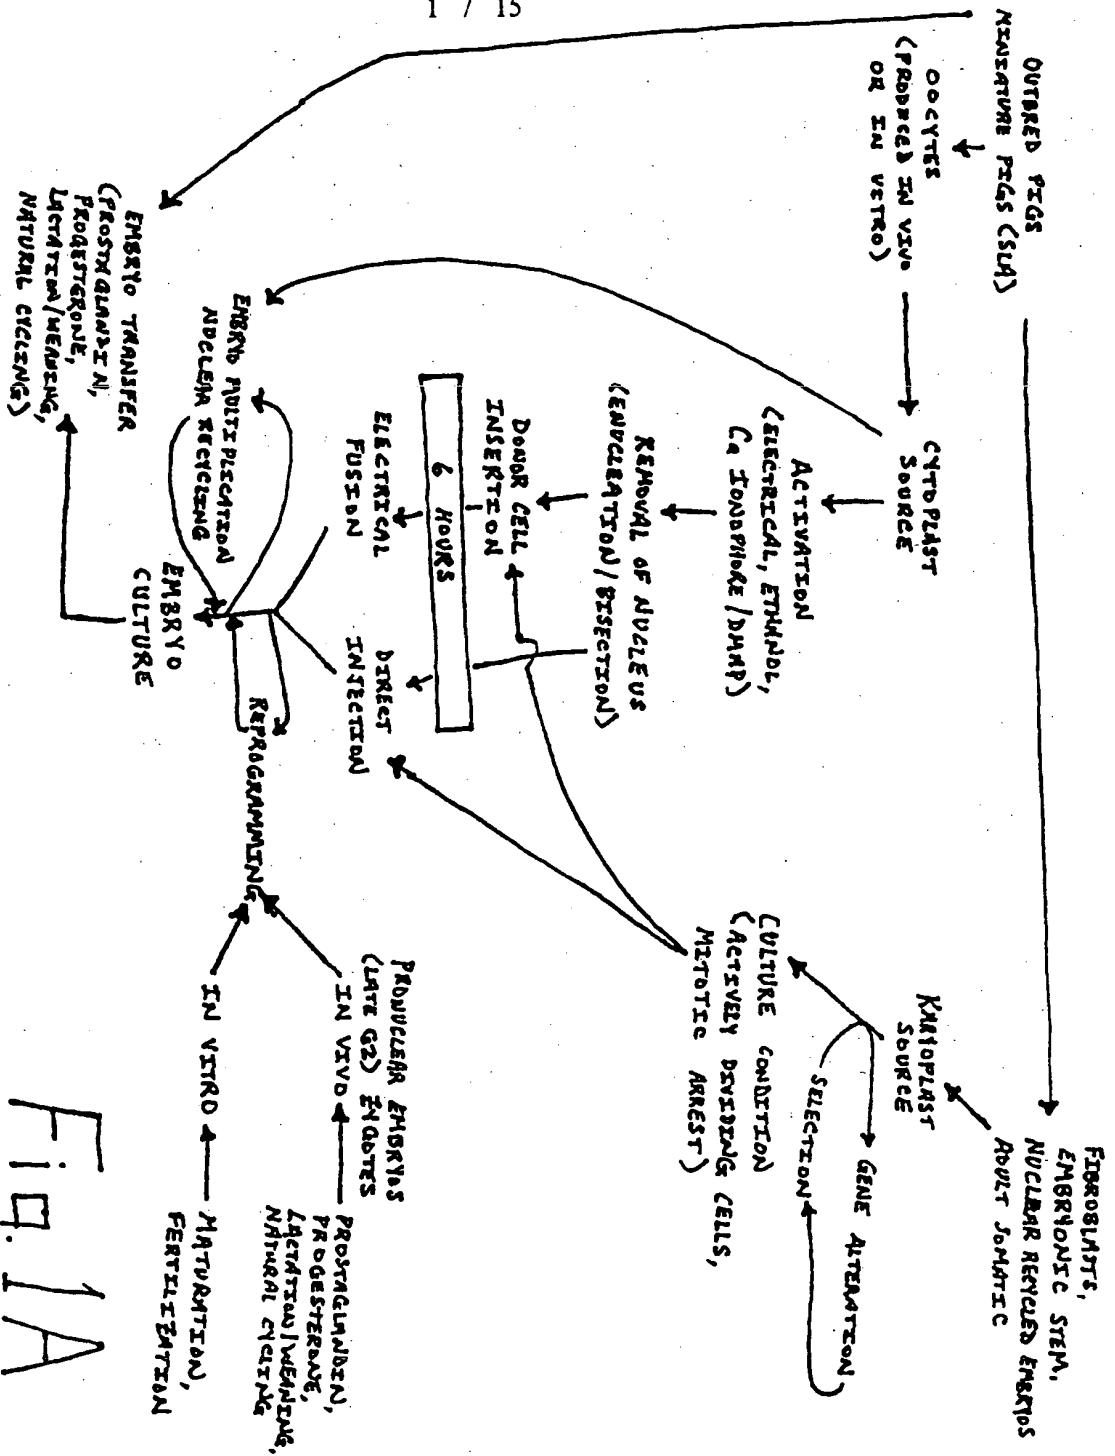 1 / 15
OUTBRED PIGS
MINIATURE PIGS (SLA)
OOCYTES
(PRODUCED IN VIVO
OR IN VITRO)
CYTOPLAST
SOURCE
ACTIVATION
(ELECTRICAL, ETHANOL,
Ca IONOPHORE/DMAP)
REMOVAL OF NUCLEUS
(ENUCLEATION/BISECTION)
DONOR CELL
INSERTION
6 HOURS
ELECTRICAL
FUSION
DIRECT
INJECTION
EMBRYO MULTIPLICATION
NUCLEAR RECYCLING
EMBRYO
CULTURE
EMBRYO TRANSFER
(PROSTAGLANDIN,
PROGESTERONE,
LACTATION/WEANING,
NATURAL CYCLING)
FIBROBLASTS,
EMBRYONIC STEM,
NUCLEAR RECYCLED EMBRYOS
ADULT SOMATIC
KARYOPLAST
SOURCE
GENE ALTERATION
SELECTION
CULTURE CONDITION
(ACTIVELY DIVIDING CELLS,
MITOTIC ARREST)
REPROGRAMMING
PRONUCLEAR EMBRYOS
(LATE G2) ZYGOTES
IN VIVO
PROSTAGLANDIN,
PROGESTERONE,
LACTATION/WEANING,
NATURAL CYCLING
IN VITRO
MATURATION,
FERTILIZATION
Fig. 1A